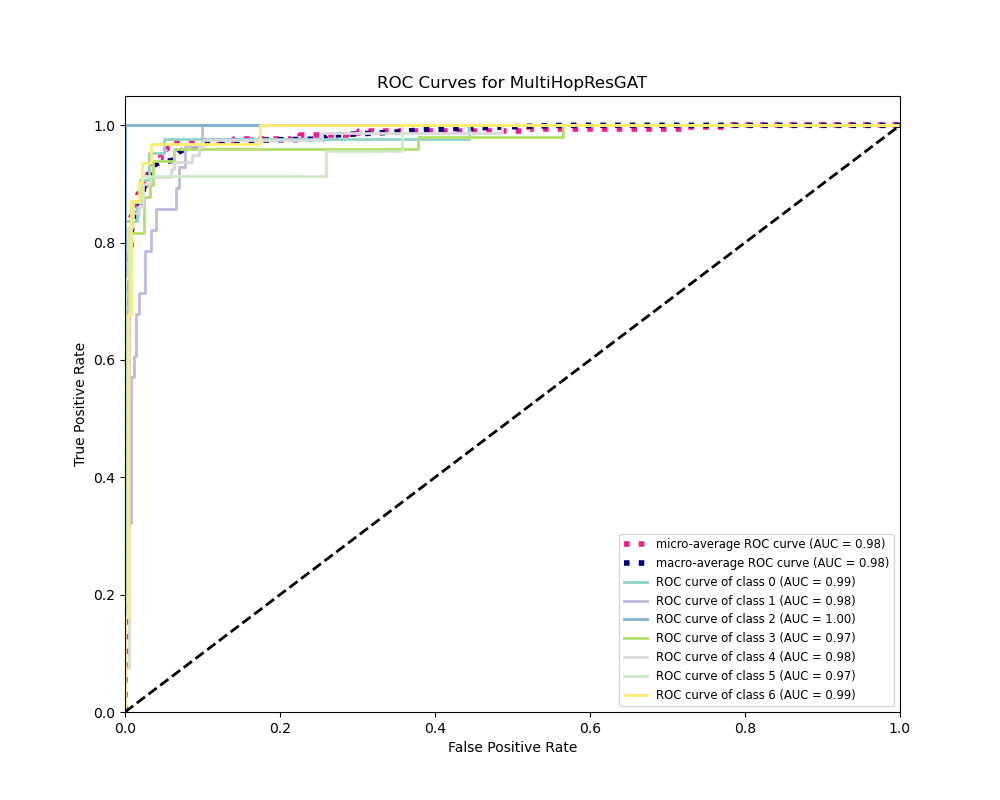 ROC Curves for MultiHopResGAT
True Positive Rate
1.0
0.8
0.6
0.4
0.2
0.0
micro-average ROC curve (AUC = 0.98)
macro-average ROC curve (AUC = 0.98)
ROC curve of class 0 (AUC = 0.99)
ROC curve of class 1 (AUC = 0.98)
ROC curve of class 2 (AUC = 1.00)
ROC curve of class 3 (AUC = 0.97)
ROC curve of class 4 (AUC = 0.98)
ROC curve of class 5 (AUC = 0.97)
ROC curve of class 6 (AUC = 0.99)
0.0 0.2 0.4 0.6 0.8 1.0
False Positive Rate